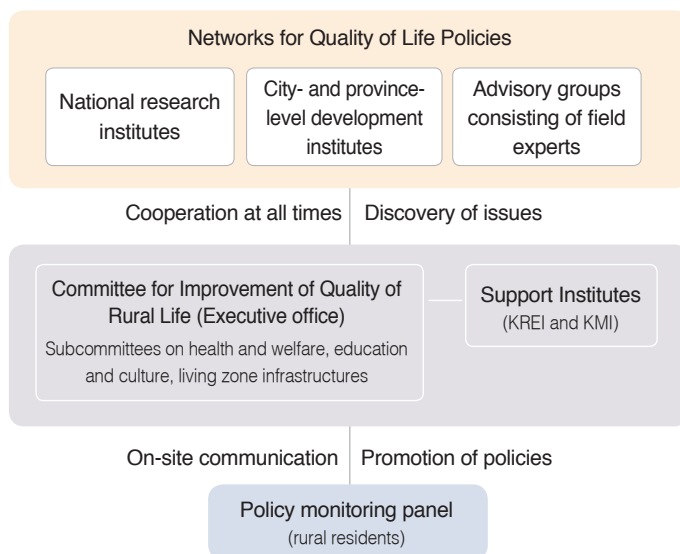 Networks for Quality of Life Policies
National research
institutes
City- and province-
level development
institutes
Advisory groups
consisting of field
experts
Cooperation at all times
Discovery of issues
Committee for Improvement of Quality of
Rural Life (Executive office)
Subcommittees on health and welfare, education
and culture, living zone infrastructures
Support Institutes
(KREI and KMI)
On-site communication
Promotion of policies
Policy monitoring panel
(rural residents)